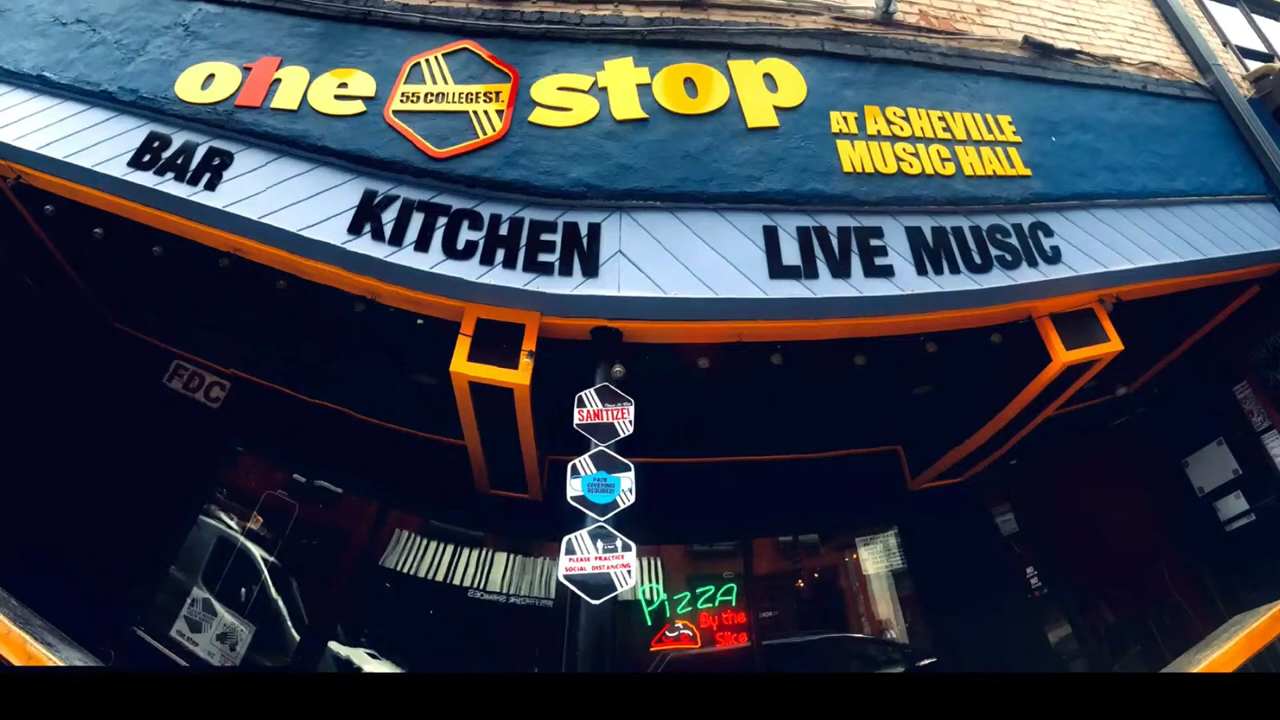 one stop
55 COLLEGE ST.
AT ASHEVILLE
MUSIC HALL
BAR
KITCHEN
LIVE MUSIC
FDC
SANITIZE!
FACE
COVERINGS
REQUIRED!
PLEASE PRACTICE
SOCIAL DISTANCING
PIZZA
By the
Slice